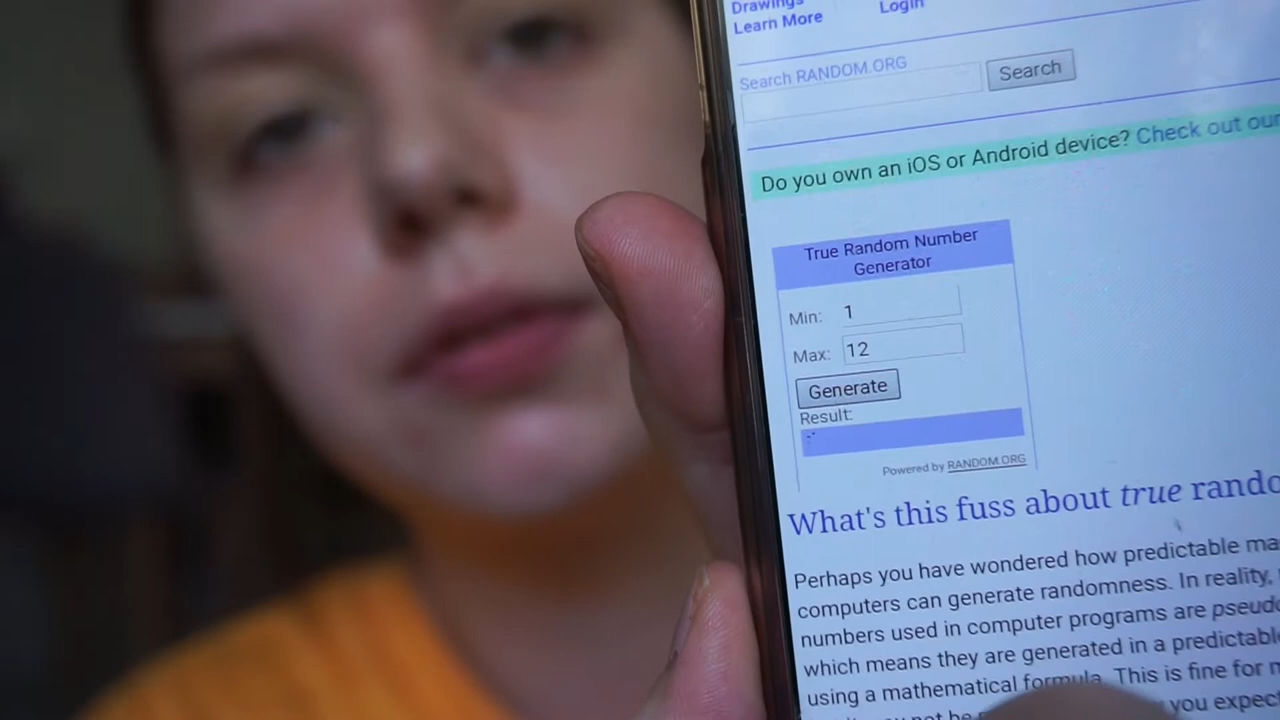 Drawings
Learn More
Login
Search RANDOM.ORG
Search
Do you own an iOS or Android device? Check out our
True Random Number
Generator
Min: 1
Max: 12
Generate
Result:
Powered by RANDOM.ORG
What's this fuss about true rando
Perhaps you have wondered how predictable ma
computers can generate randomness. In reality,
numbers used in computer programs are pseudo
which means they are generated in a predictabl
using a mathematical formula. This is fine for m
not be you expec